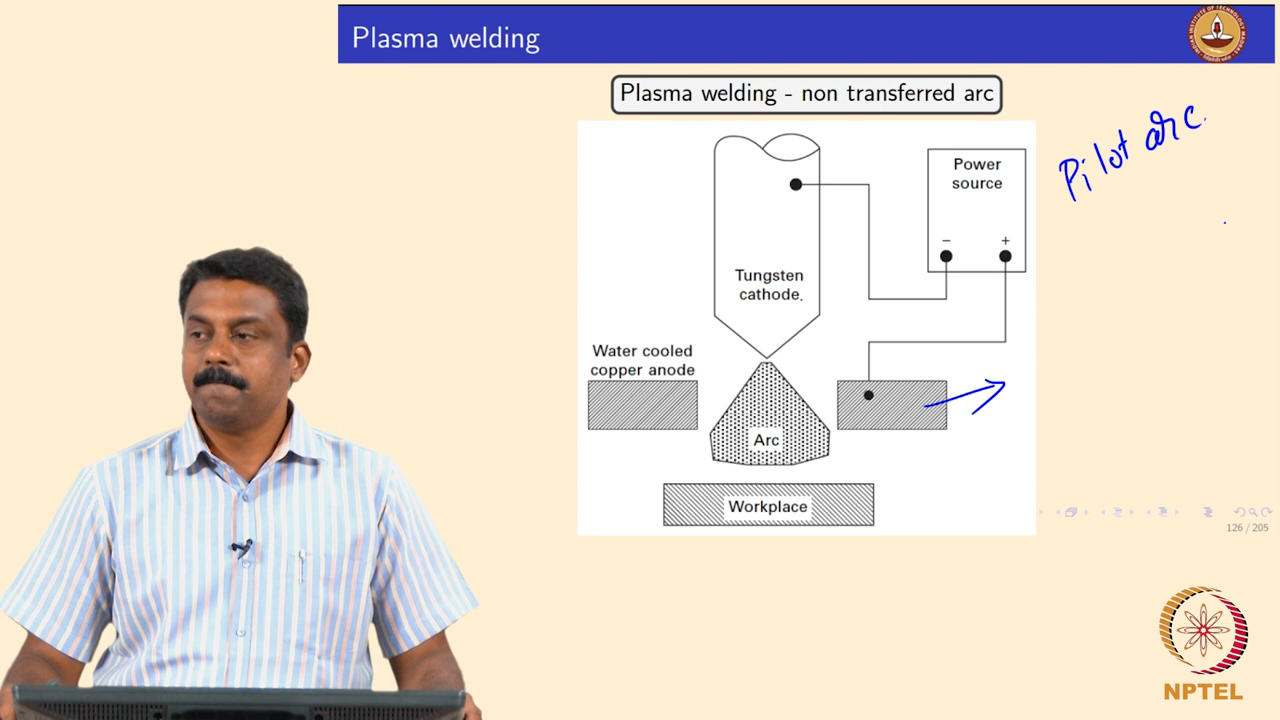 Plasma welding
Plasma welding - non transferred arc
Pilot arc.
Power
source
− +
Tungsten
cathode.
Water cooled
copper anode
Arc
Workplace
126 / 205
NPTEL